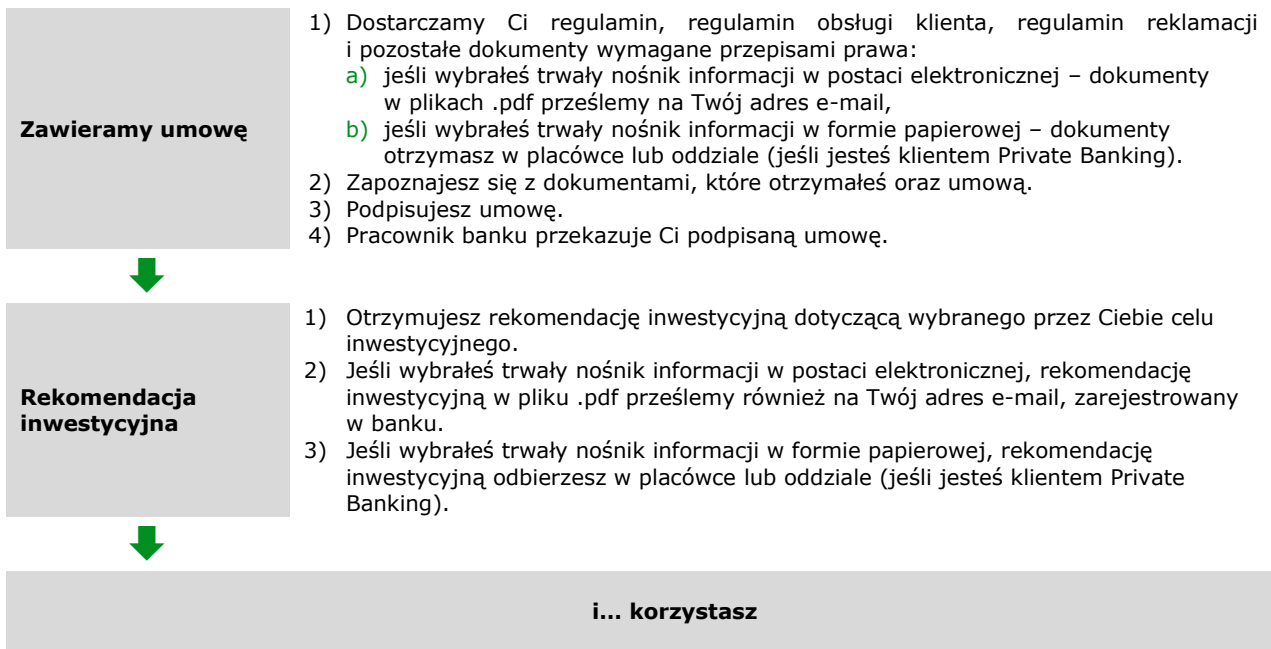 Zawieramy umowę
1) Dostarczamy Ci regulamin, regulamin obsługi klienta, regulamin reklamacji
i pozostałe dokumenty wymagane przepisami prawa:
a) jeśli wybrałeś trwały nośnik informacji w postaci elektronicznej – dokumenty
w plikach .pdf prześlemy na Twój adres e-mail,
b) jeśli wybrałeś trwały nośnik informacji w formie papierowej – dokumenty
otrzymasz w placówce lub oddziale (jeśli jesteś klientem Private Banking).
2) Zapoznajesz się z dokumentami, które otrzymałeś oraz umową.
3) Podpisujesz umowę.
4) Pracownik banku przekazuje Ci podpisaną umowę.
Rekomendacja
inwestycyjna
1) Otrzymujesz rekomendację inwestycyjną dotyczącą wybranego przez Ciebie celu
inwestycyjnego.
2) Jeśli wybrałeś trwały nośnik informacji w postaci elektronicznej, rekomendację
inwestycyjną w pliku .pdf prześlemy również na Twój adres e-mail, zarejestrowany
w banku.
3) Jeśli wybrałeś trwały nośnik informacji w formie papierowej, rekomendację
inwestycyjną odbierzesz w placówce lub oddziale (jeśli jesteś klientem Private
Banking).
i... korzystasz